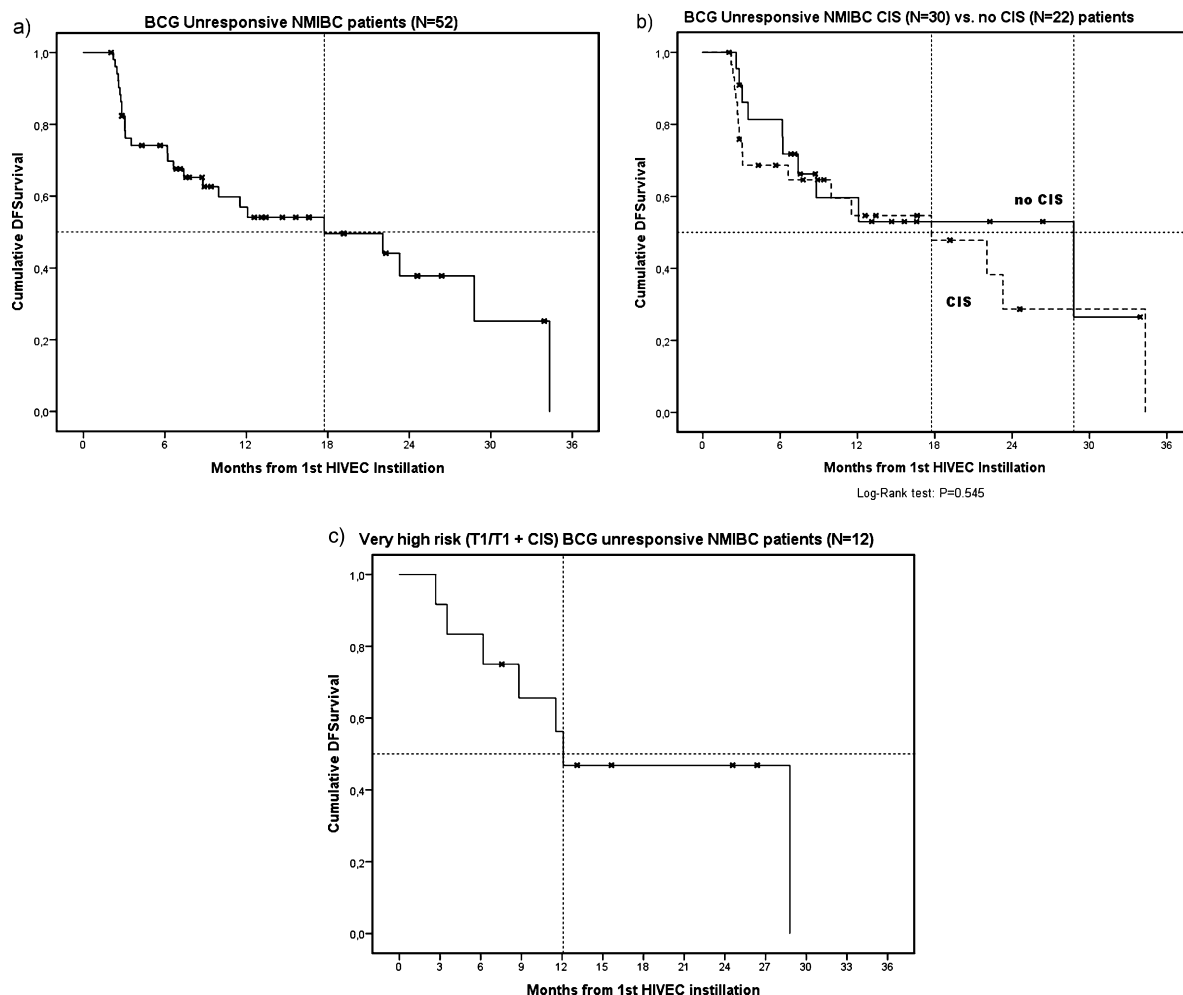 a)
BCG Unresponsive NMIBC patients (N=52)
Cumulative DFSurvival
1,0
0,8
0,6
0,4
0,2
0,0
0 6 12 18 24 30 36
Months from 1st HIVEC Instillation
b)
BCG Unresponsive NMIBC CIS (N=30) vs. no CIS (N=22) patients
Cumulative DFSurvival
1,0
0,8
0,6
0,4
0,2
0,0
no CIS
CIS
0 6 12 18 24 30 36
Months from 1st HIVEC Instillation
Log-Rank test: P=0.545
c)
Very high risk (T1/T1 + CIS) BCG unresponsive NMIBC patients (N=12)
Cumulative DFSurvival
1,0
0,8
0,6
0,4
0,2
0,0
0 3 6 9 12 15 18 21 24 27 30 33 36
Months from 1st HIVEC instillation